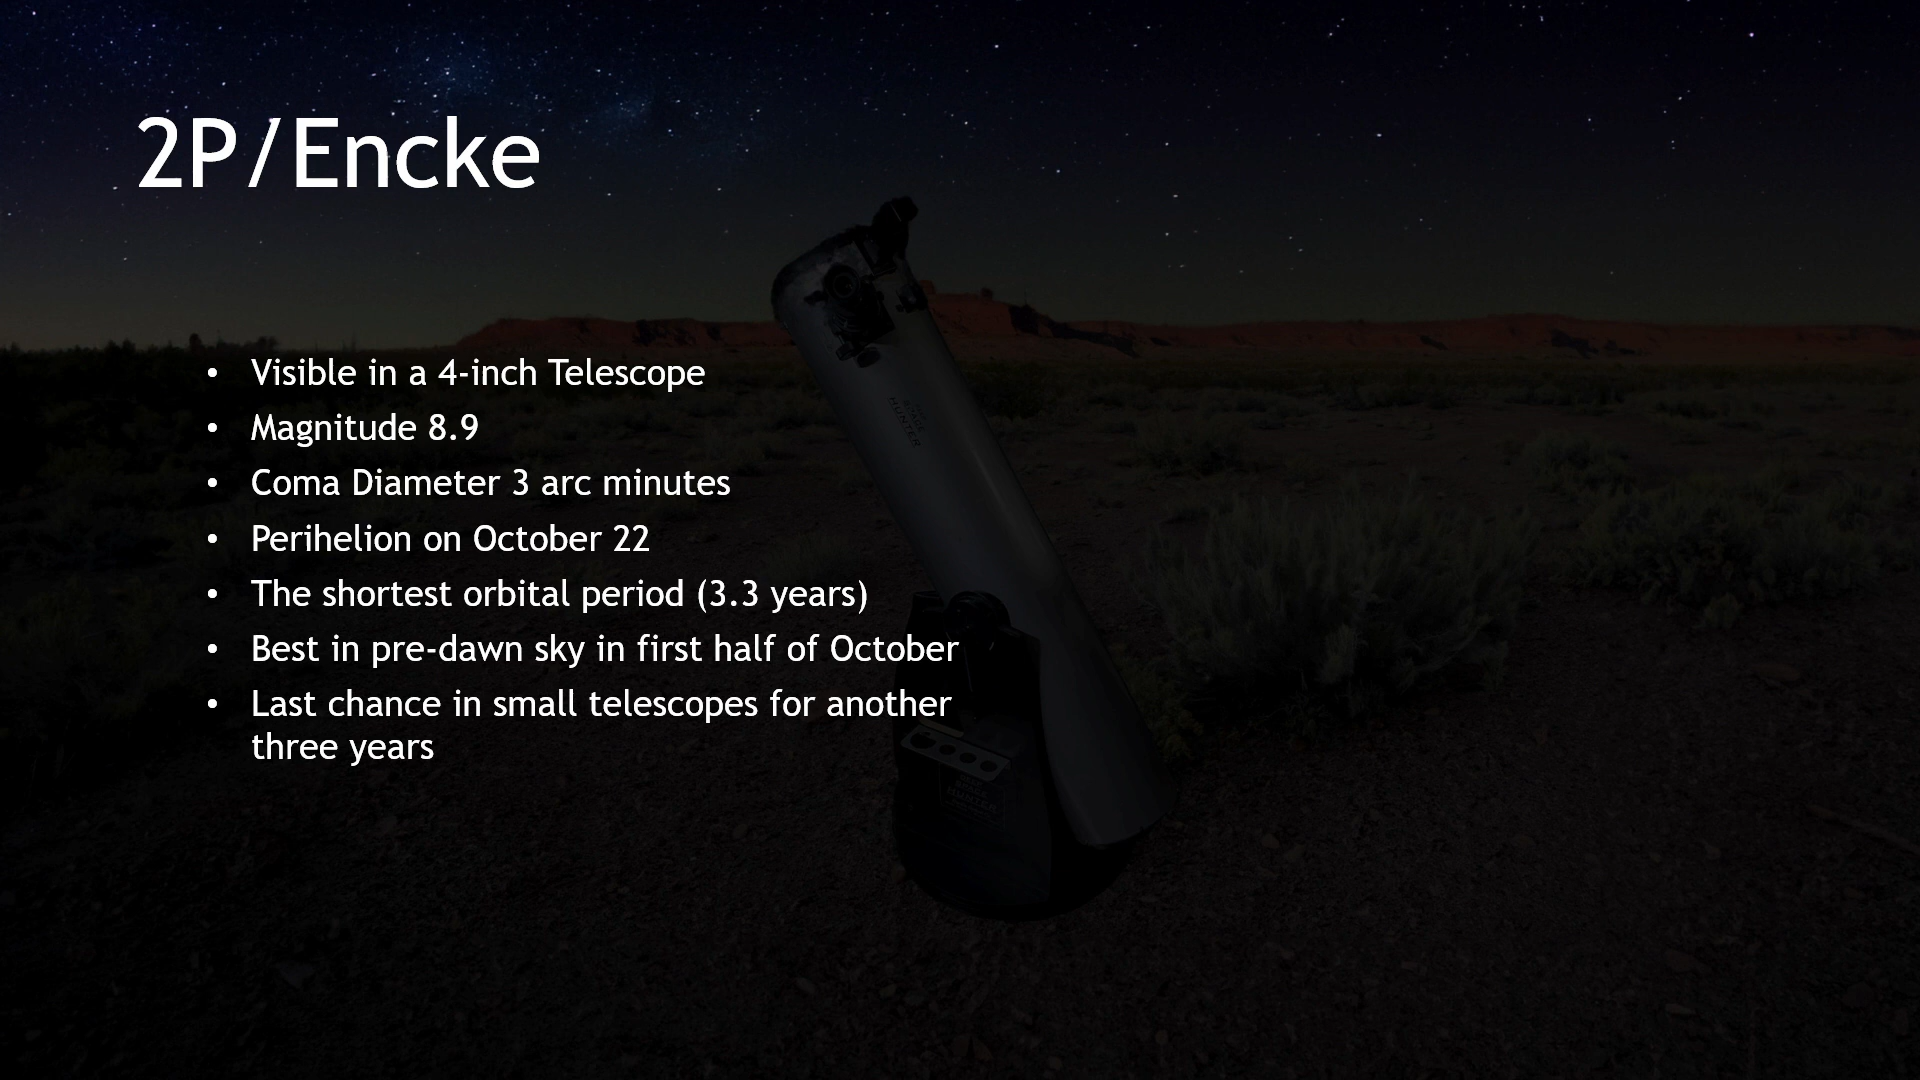 2P/Encke
• Visible in a 4-inch Telescope
• Magnitude 8.9
• Coma Diameter 3 arc minutes
• Perihelion on October 22
• The shortest orbital period (3.3 years)
• Best in pre-dawn sky in first half of October
• Last chance in small telescopes for another
three years
HUNTER